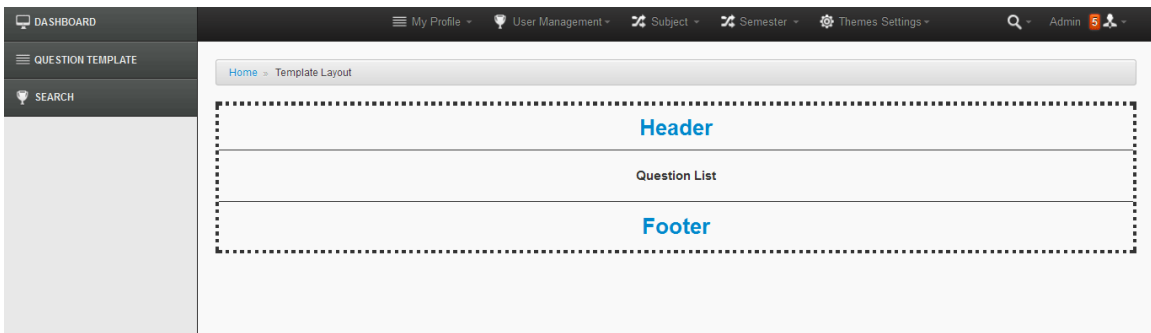 DASHBOARD
My Profile
User Management
Subject
Semester
Themes Settings
Admin 5
QUESTION TEMPLATE
SEARCH
Home » Template Layout
Header
Question List
Footer